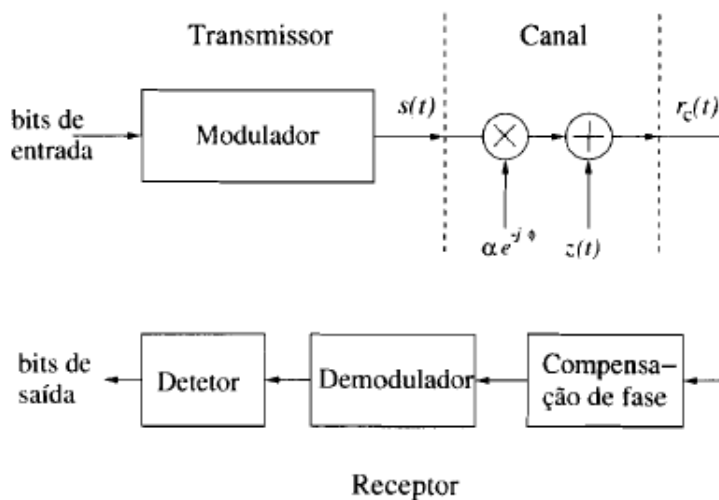 Transmissor
Canal
bits de
entrada
Modulador
s(t)
r_c(t)
αe^{-jϕ}
z(t)
bits de
saída
Detetor
Demodulador
Compensa-
ção de fase
Receptor